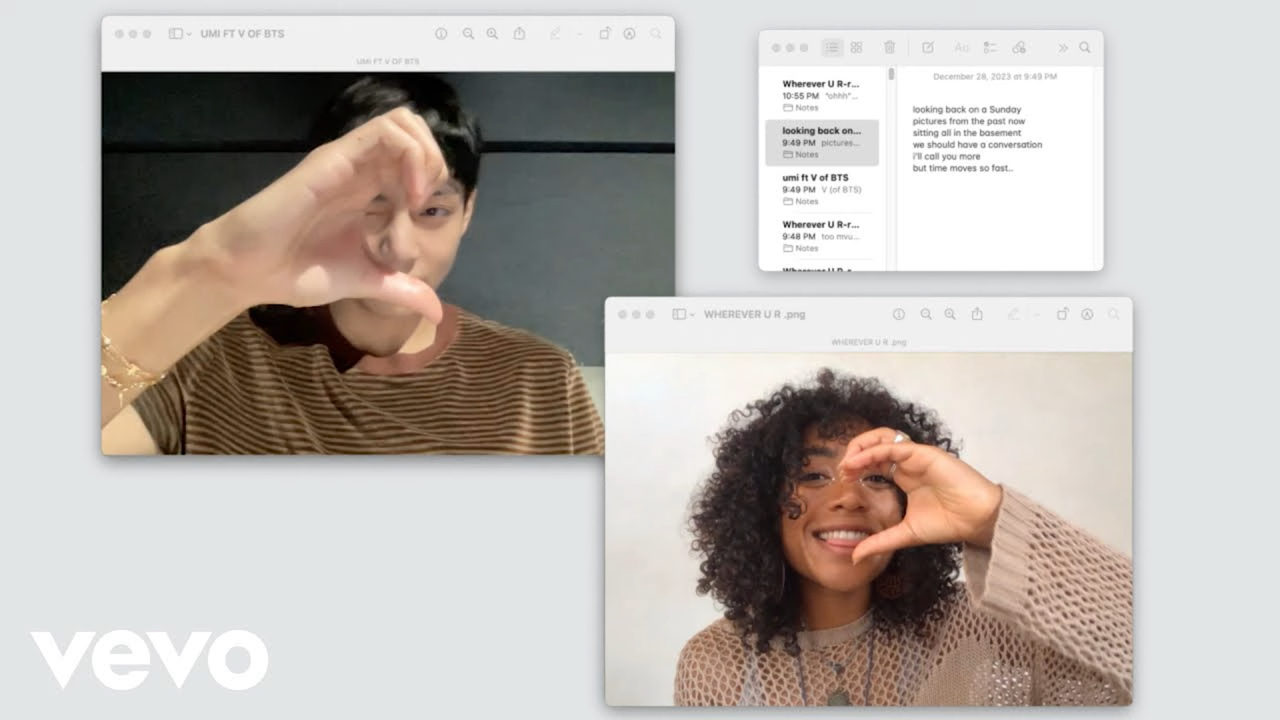 UMI FT V OF BTS
UMI FT V OF BTS
Aa
Wherever U R-r...
10:55 PM "ohhh"...
Notes
looking back on...
9:49 PM pictures...
Notes
umi ft V of BTS
9:49 PM V (of BTS)
Notes
Wherever U R-r...
9:48 PM too mvu...
Notes
Wherever U R-r
December 28, 2023 at 9:49 PM
looking back on a Sunday
pictures from the past now
sitting all in the basement
we should have a conversation
i'll call you more
but time moves so fast..
WHEREVER U R .png
WHEREVER U R .png
vevo